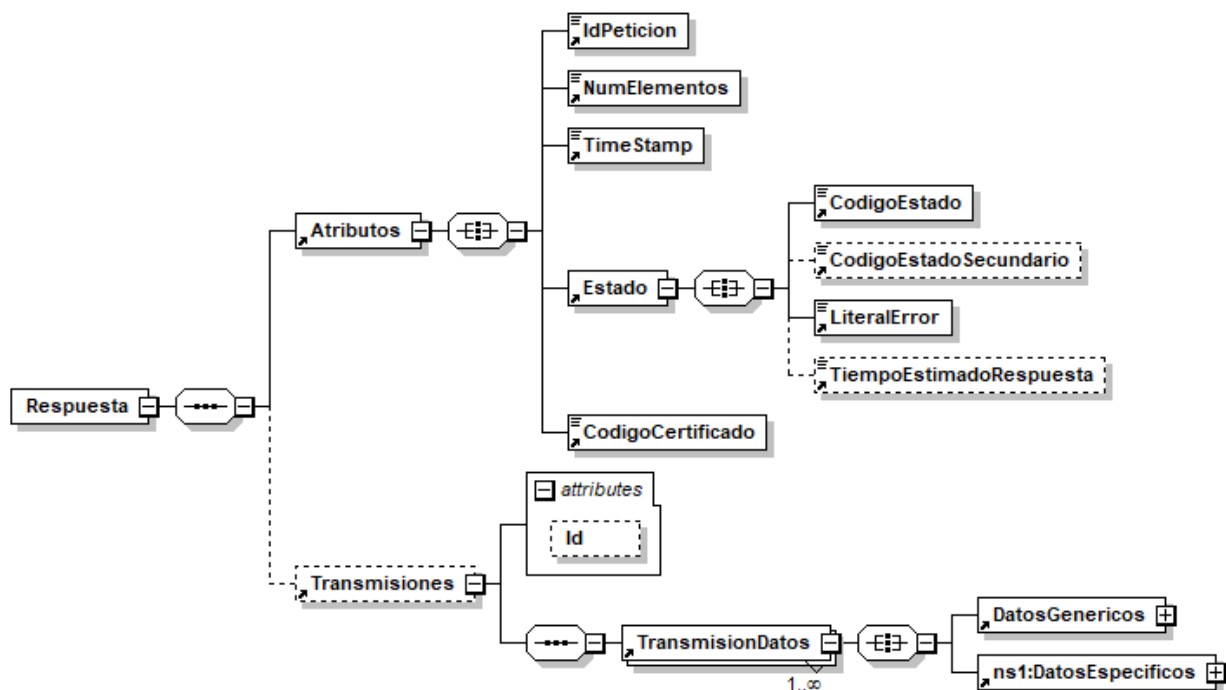 IdPeticion
NumElementos
TimeStamp
CodigoEstado
Atributos
CodigoEstadoSecundario
Estado
LiteralError
TiempoEstimadoRespuesta
Respuesta
CodigoCertificado
attributes
Id
Transmisiones
DatosGenericos
TransmisionDatos
1..∞
ns1:DatosEspecificos